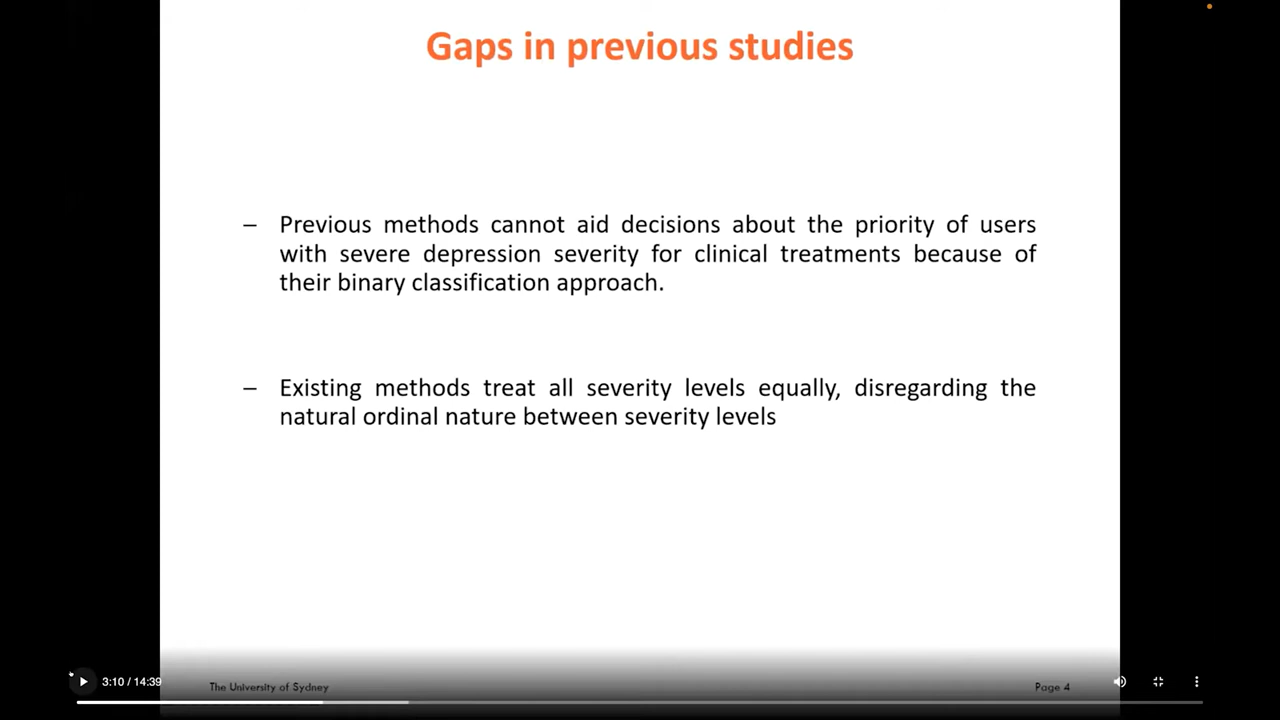 Gaps in previous studies
– Previous methods cannot aid decisions about the priority of users
with severe depression severity for clinical treatments because of
their binary classification approach.
– Existing methods treat all severity levels equally, disregarding the
natural ordinal nature between severity levels
3:10 / 14:39
The University of Sydney
Page 4